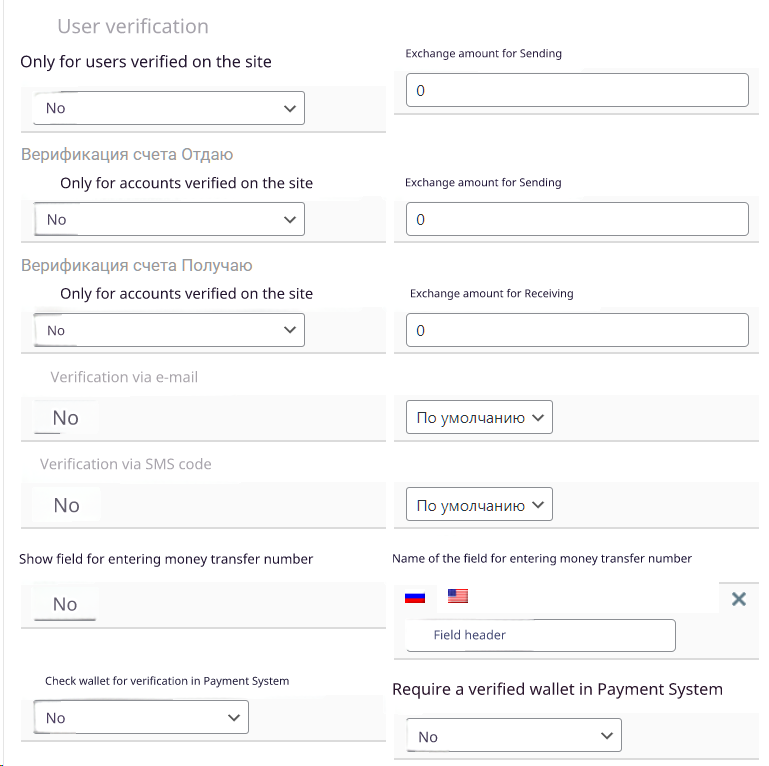 User verification
Only for users verified on the site
Exchange amount for Sending
No
0
Верификация счета Отдаю
Only for accounts verified on the site
Exchange amount for Sending
No
0
Верификация счета Получаю
Only for accounts verified on the site
Exchange amount for Receiving
No
0
Verification via e-mail
No
По умолчанию
Verification via SMS code
No
По умолчанию
Show field for entering money transfer number
Name of the field for entering money transfer number
No
Field header
Check wallet for verification in Payment System
Require a verified wallet in Payment System
No
No